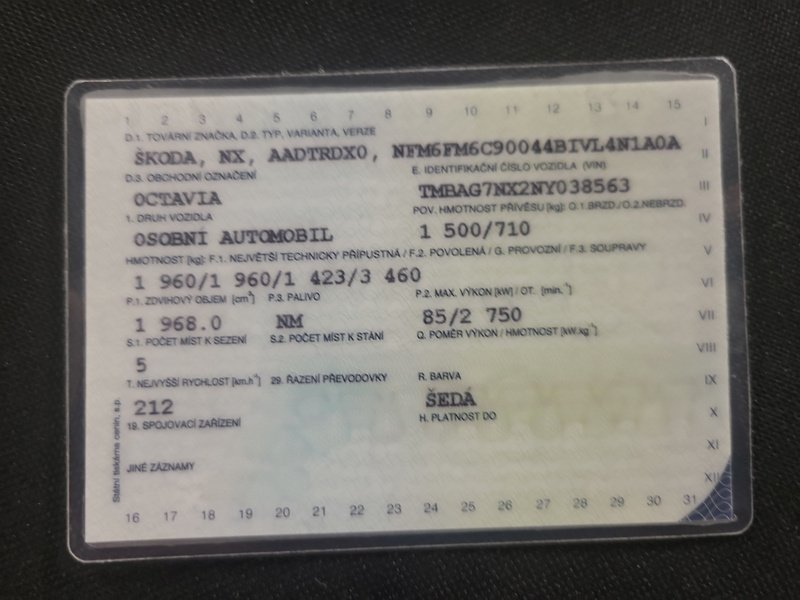 1 2 3 4 5 6 7 8 9 10 11 12 13 14 15
I
D.1. TOVÁRNÍ ZNAČKA, D.2. TYP, VARIANTA, VERZE
ŠKODA, NX, AADTRDX0, NFM6FM6C90044BIVL4N1A0A
II
D.3. OBCHODNÍ OZNAČENÍ
E. IDENTIFIKAČNÍ ČÍSLO VOZIDLA (VIN)
OCTAVIA
TMBAG7NX2NY038563
III
1. DRUH VOZIDLA
POV. HMOTNOST PŘÍVĚSU [kg]: O.1 BRZD./O.2.NEBRZD.
OSOBNÍ AUTOMOBIL
1 500/710
IV
HMOTNOST [kg]: F.1. NEJVĚTŠÍ TECHNICKY PŘÍPUSTNÁ / F.2. POVOLENÁ / G. PROVOZNÍ / F.3. SOUPRAVY
V
1 960/1 960/1 423/3 460
VI
P.1. ZDVIHOVÝ OBJEM [cm³]
P.3. PALIVO
P.2. MAX. VÝKON [kW] / OT. [min.⁻¹]
1 968.0
NM
85/2 750
VII
S.1. POČET MÍST K SEZENÍ
S.2. POČET MÍST K STÁNÍ
Q. POMĚR VÝKON / HMOTNOST [kW.kg⁻¹]
5
VIII
T. NEJVYŠŠÍ RYCHLOST [km.h⁻¹]
29. ŘAZENÍ PŘEVODOVKY
R. BARVA
IX
212
ŠEDÁ
X
19. SPOJOVACÍ ZAŘÍZENÍ
H. PLATNOST DO
XI
JINÉ ZÁZNAMY
XII
Státní tiskárna cenin, s.p.
16 17 18 19 20 21 22 23 24 25 26 27 28 29 30 31